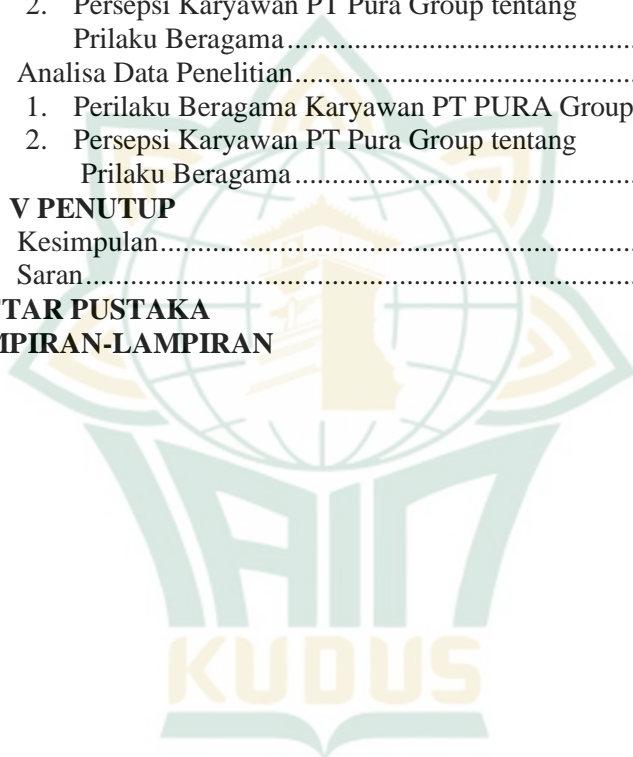 2. Persepsi Karyawan PT Pura Group tentang
Prilaku Beragama....................................................
Analisa Data Penelitian....................................................
1. Perilaku Beragama Karyawan PT PURA Group
2. Persepsi Karyawan PT Pura Group tentang
Prilaku Beragama....................................................
V PENUTUP
Kesimpulan....................................................
Saran....................................................
TAR PUSTAKA
MPIRAN-LAMPIRAN
IAIN
KUDUS